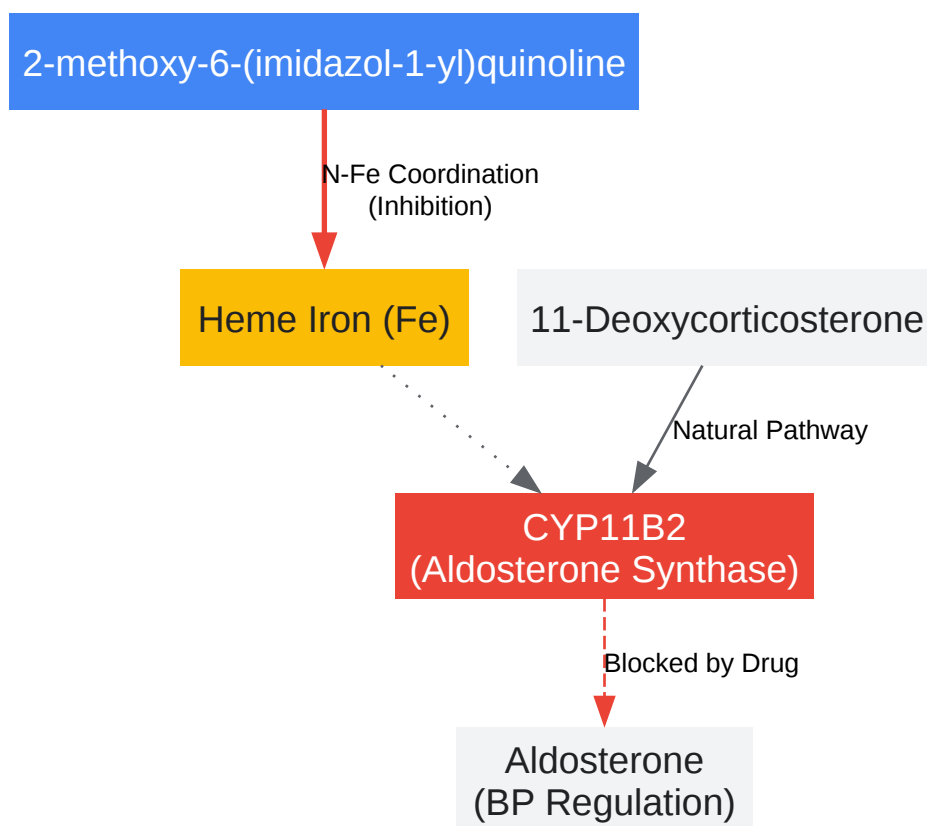 2-methoxy-6-(imidazol-1-yl)quinoline
N-Fe Coordination
(Inhibition)
Heme Iron (Fe)
11-Deoxycorticosterone
Natural Pathway
CYP11B2
(Aldosterone Synthase)
Blocked by Drug
Aldosterone
(BP Regulation)